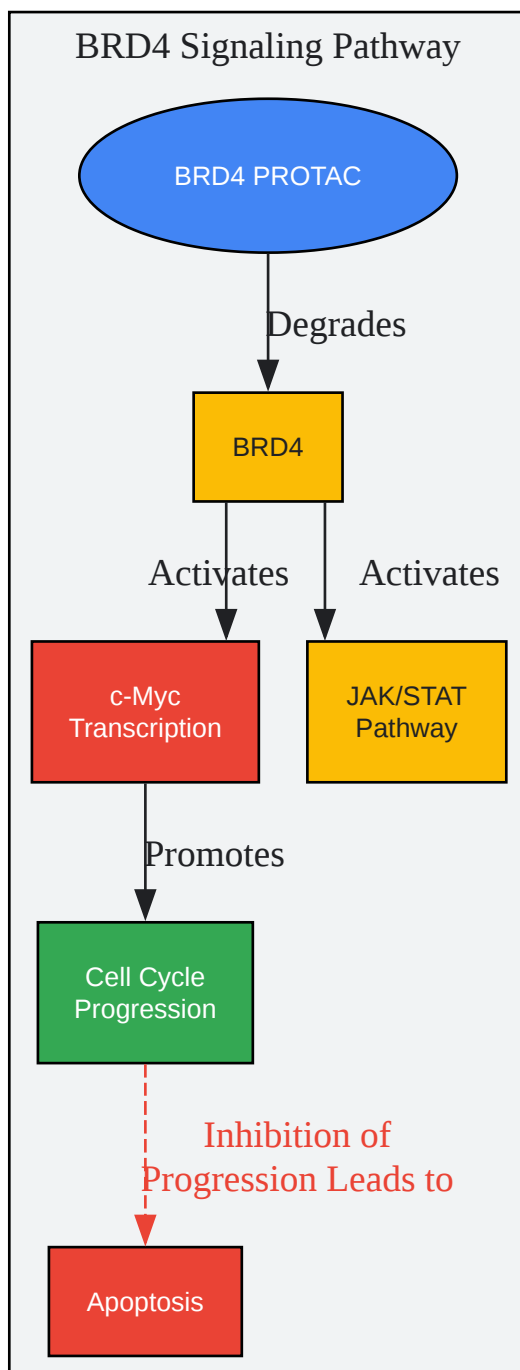 BRD4 Signaling Pathway
BRD4 PROTAC
Degrades
BRD4
Activates
Activates
c-Myc
Transcription
JAK/STAT
Pathway
Promotes
Cell Cycle
Progression
Inhibition of
Progression Leads to
Apoptosis